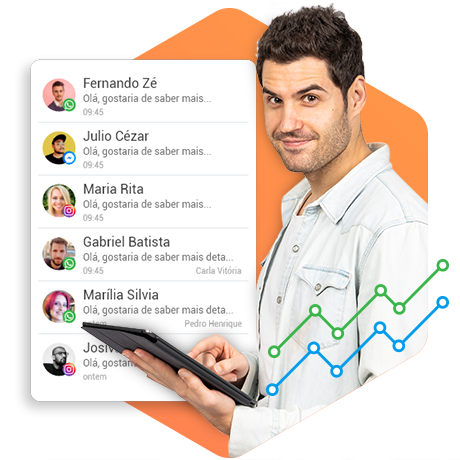 Fernando Zé
Olá, gostaria de saber mais...
09:45
Julio Cézar
Olá, gostaria de saber mais...
09:45
Maria Rita
Olá, gostaria de saber mais...
09:45
Gabriel Batista
Olá, gostaria de saber mais deta...
09:45 Carla Vitória
Marília Silvia
Olá, gostaria de saber mais deta...
Pedro Henrique
Olá,
ontem